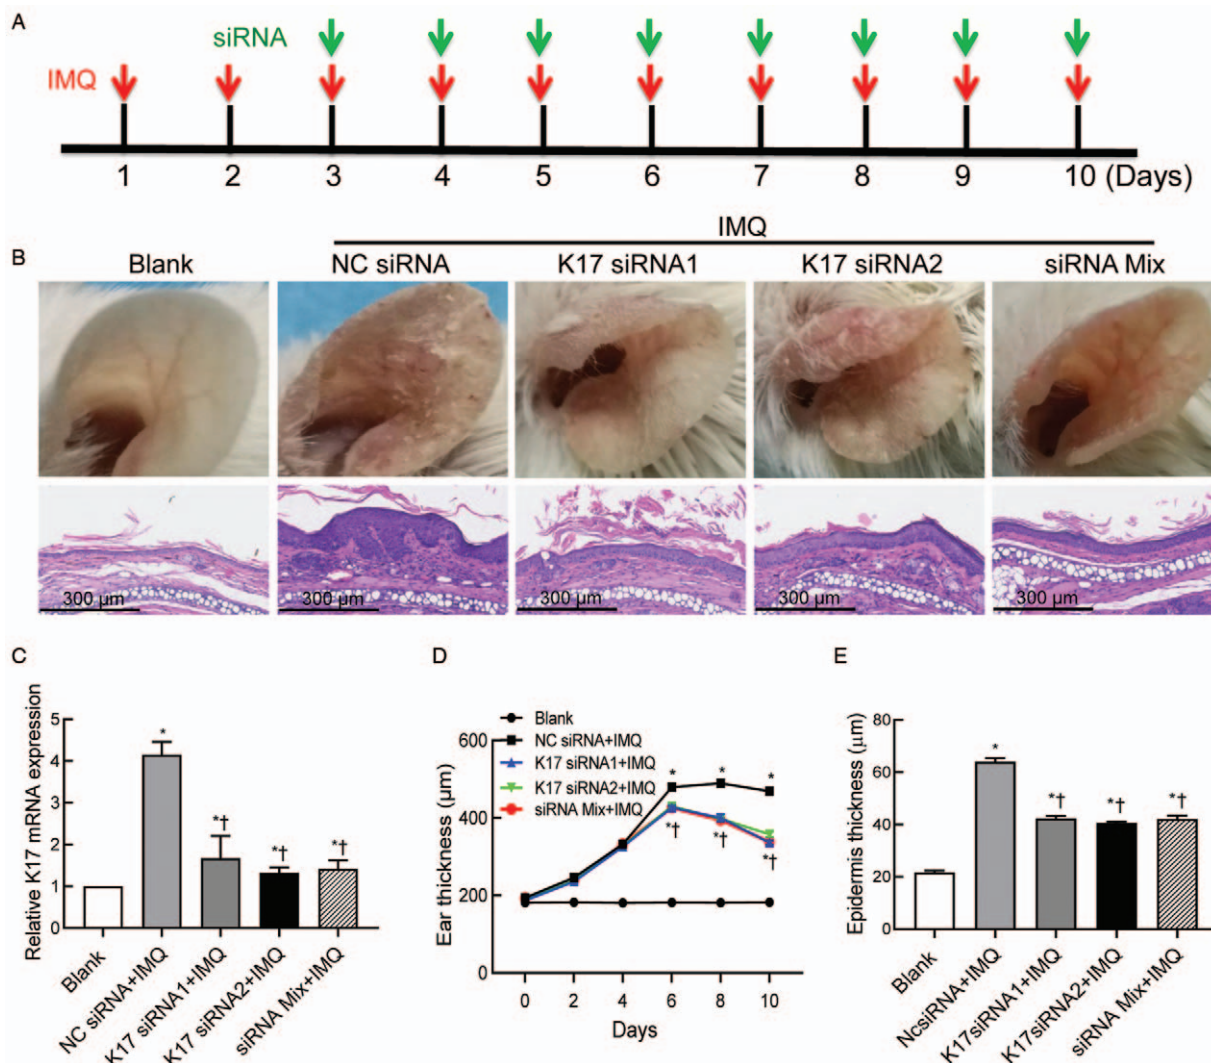 A
siRNA
IMQ
1 2 3 4 5 6 7 8 9 10 (Days)
IMQ
B
Blank NC siRNA K17 siRNA1 K17 siRNA2 siRNA Mix
300 µm 300 µm 300 µm 300 µm 300 µm
C
Relative K17 mRNA expression
5
4
3
2
1
0
*
*†
*†
*†
Blank
NC siRNA+IMQ
K17 siRNA1+IMQ
K17 siRNA2+IMQ
siRNA Mix+IMQ
D
Blank
NC siRNA+IMQ
K17 siRNA1+IMQ
K17 siRNA2+IMQ
siRNA Mix+IMQ
Ear thickness (µm)
600
400
200
0
* * *
*† *† *†
0 2 4 6 8 10
Days
E
Epidermis thickness (µm)
80
60
40
20
0
*
*†
*†
*†
Blank
NcsiRNA+IMQ
K17siRNA1+IMQ
K17siRNA2+IMQ
siRNA Mix+IMQ